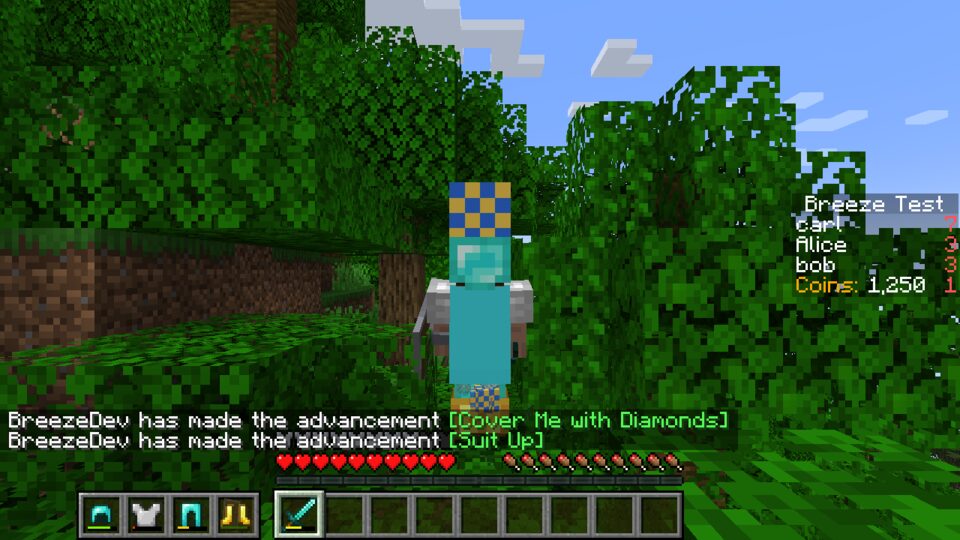 Breeze Test
carl 7
Alice 3
bob 3
Coins: 1,250 1
BreezeDev has made the advancement [Cover Me with Diamonds]
BreezeDev has made the advancement [Suit Up]